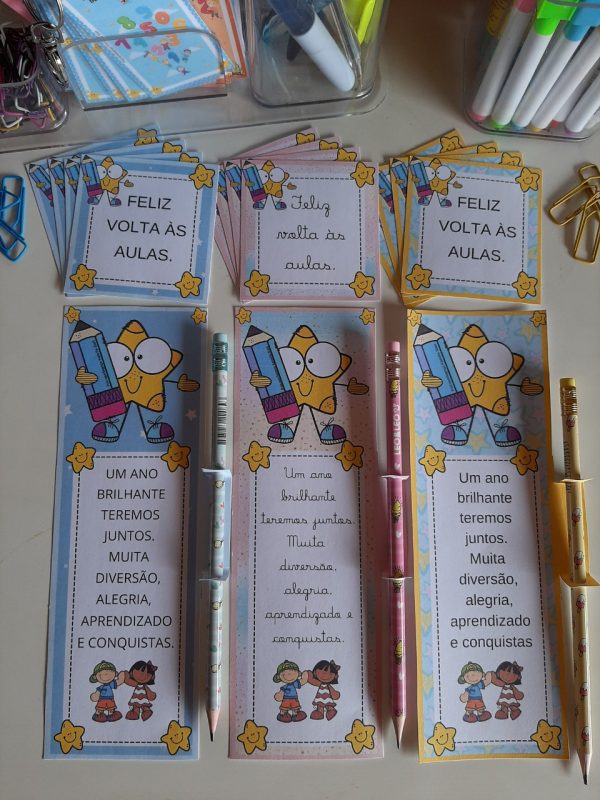 FELIZ
VOLTA ÀS
AULAS.
Feliz
volta às
aulas.
FELIZ
VOLTA ÀS
AULAS.
UM ANO
BRILHANTE
TEREMOS
JUNTOS.
MUITA
DIVERSÃO,
ALEGRIA,
APRENDIZADO
E CONQUISTAS.
Um ano
brilhante
teremos juntos.
Muita
diversão,
alegria,
aprendizado e
conquistas.
LEO&LEO
Um ano
brilhante
teremos
juntos.
Muita
diversão,
alegria,
aprendizado
e conquistas